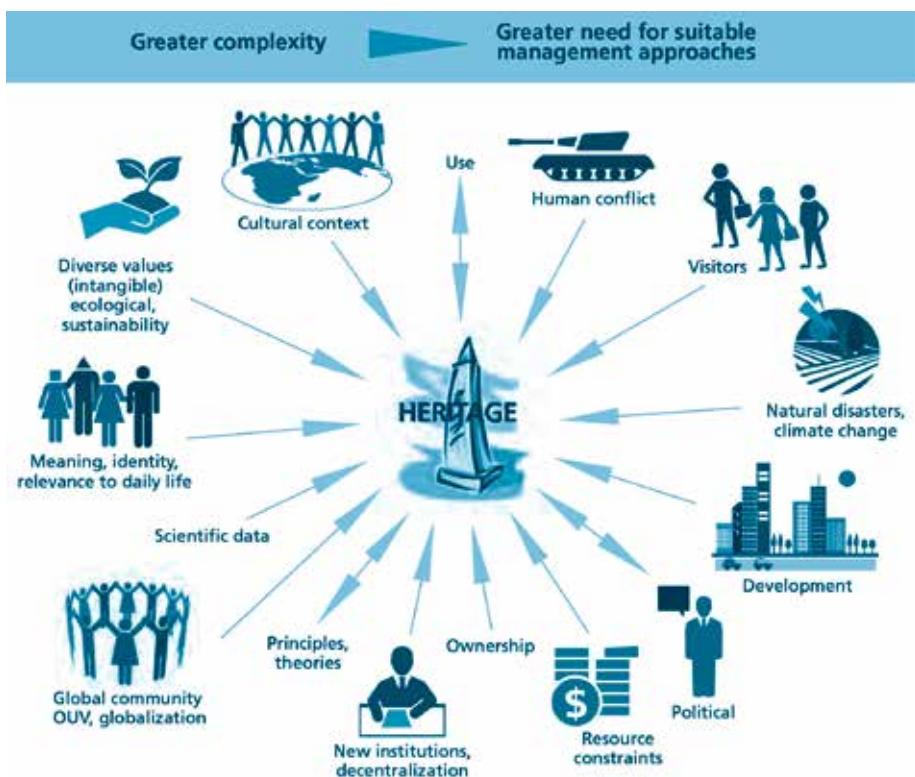 Greater complexity
Greater need for suitable
management approaches
Use
Human conflict
Cultural context
Visitors
Diverse values
(intangible)
ecological,
sustainability
HERITAGE
Natural disasters,
climate change
Meaning, identity,
relevance to daily life
Scientific data
Development
Principles,
theories
Ownership
$
Political
Global community
OUV, globalization
New institutions,
decentralization
Resource
constraints